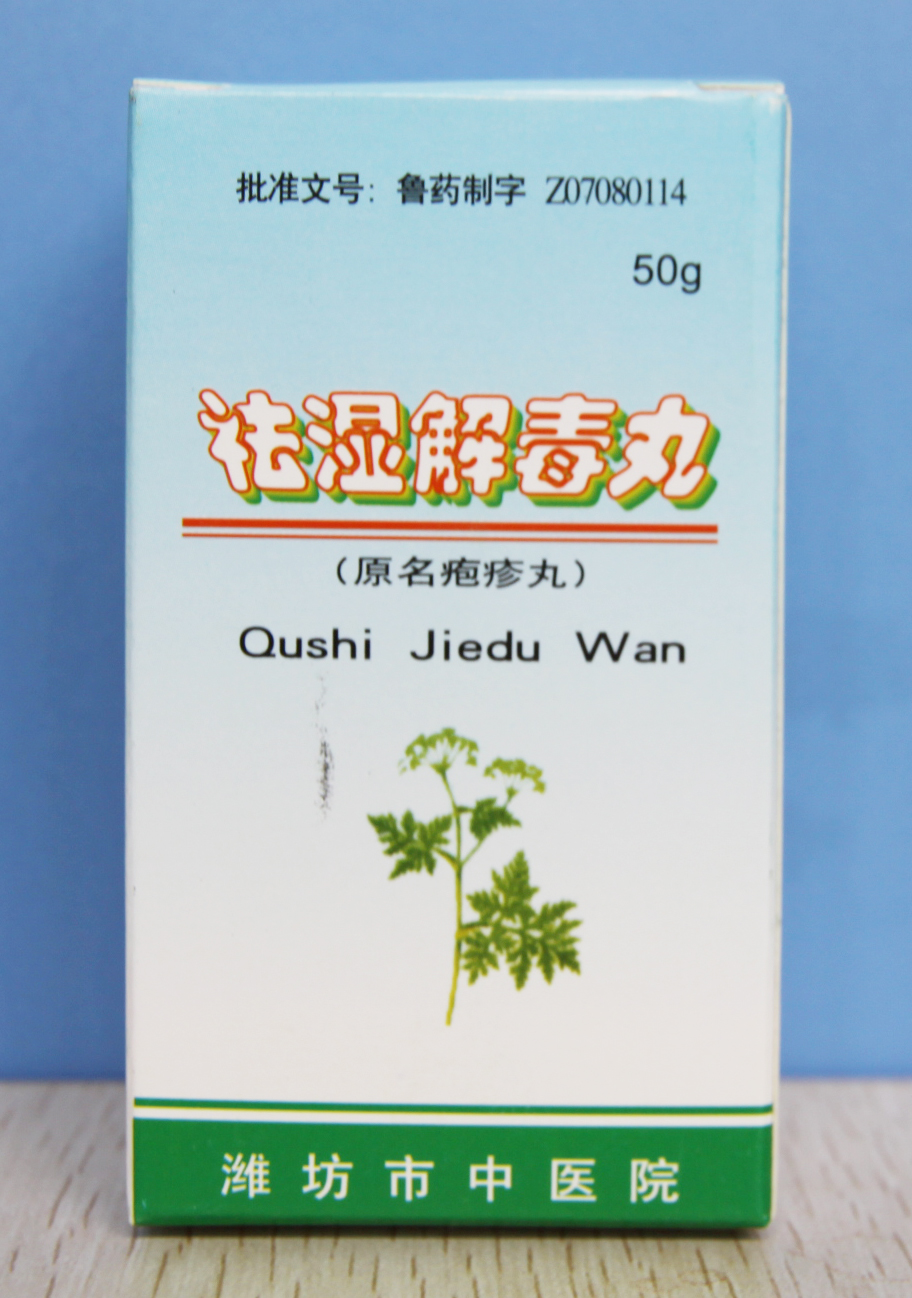 批准文号：鲁药制字 Z07080114
50g
祛湿解毒丸
（原名疱疹丸）
Qushi Jiedu Wan
潍坊市中医院